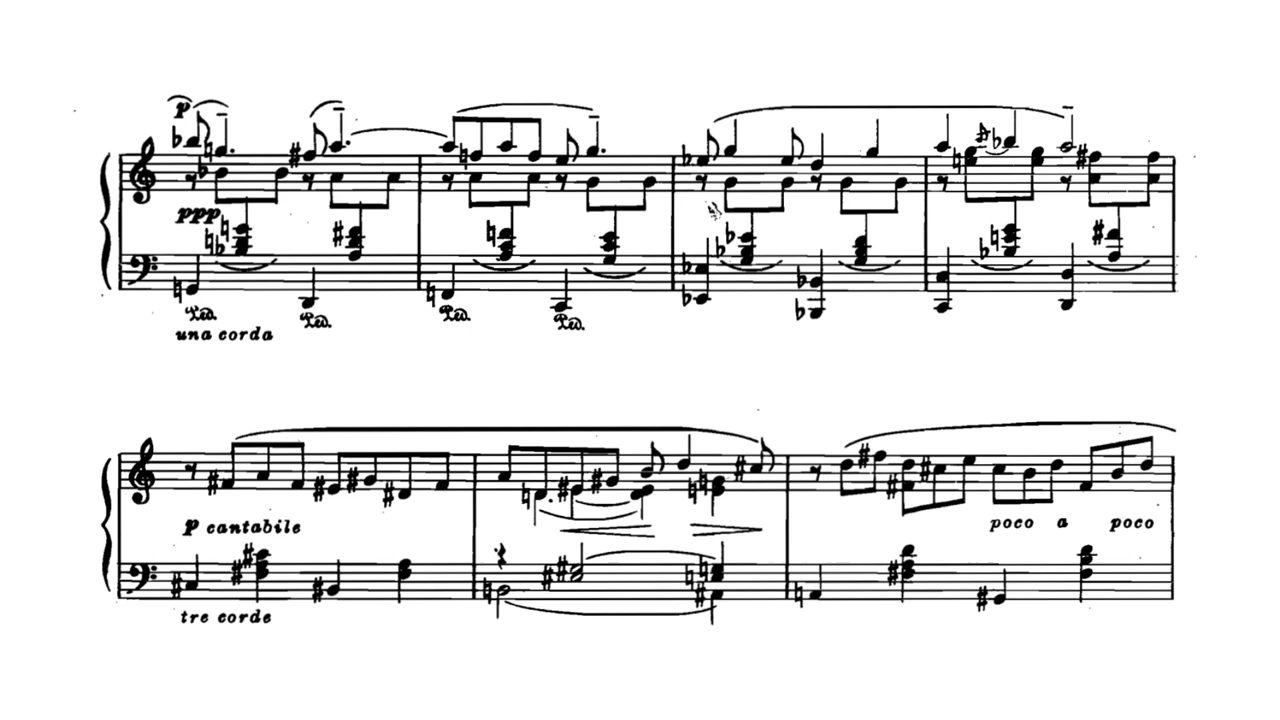 p
ppp
Ped. Ped. Ped. Ped.
una corda
p cantabile
poco a poco
tre corde